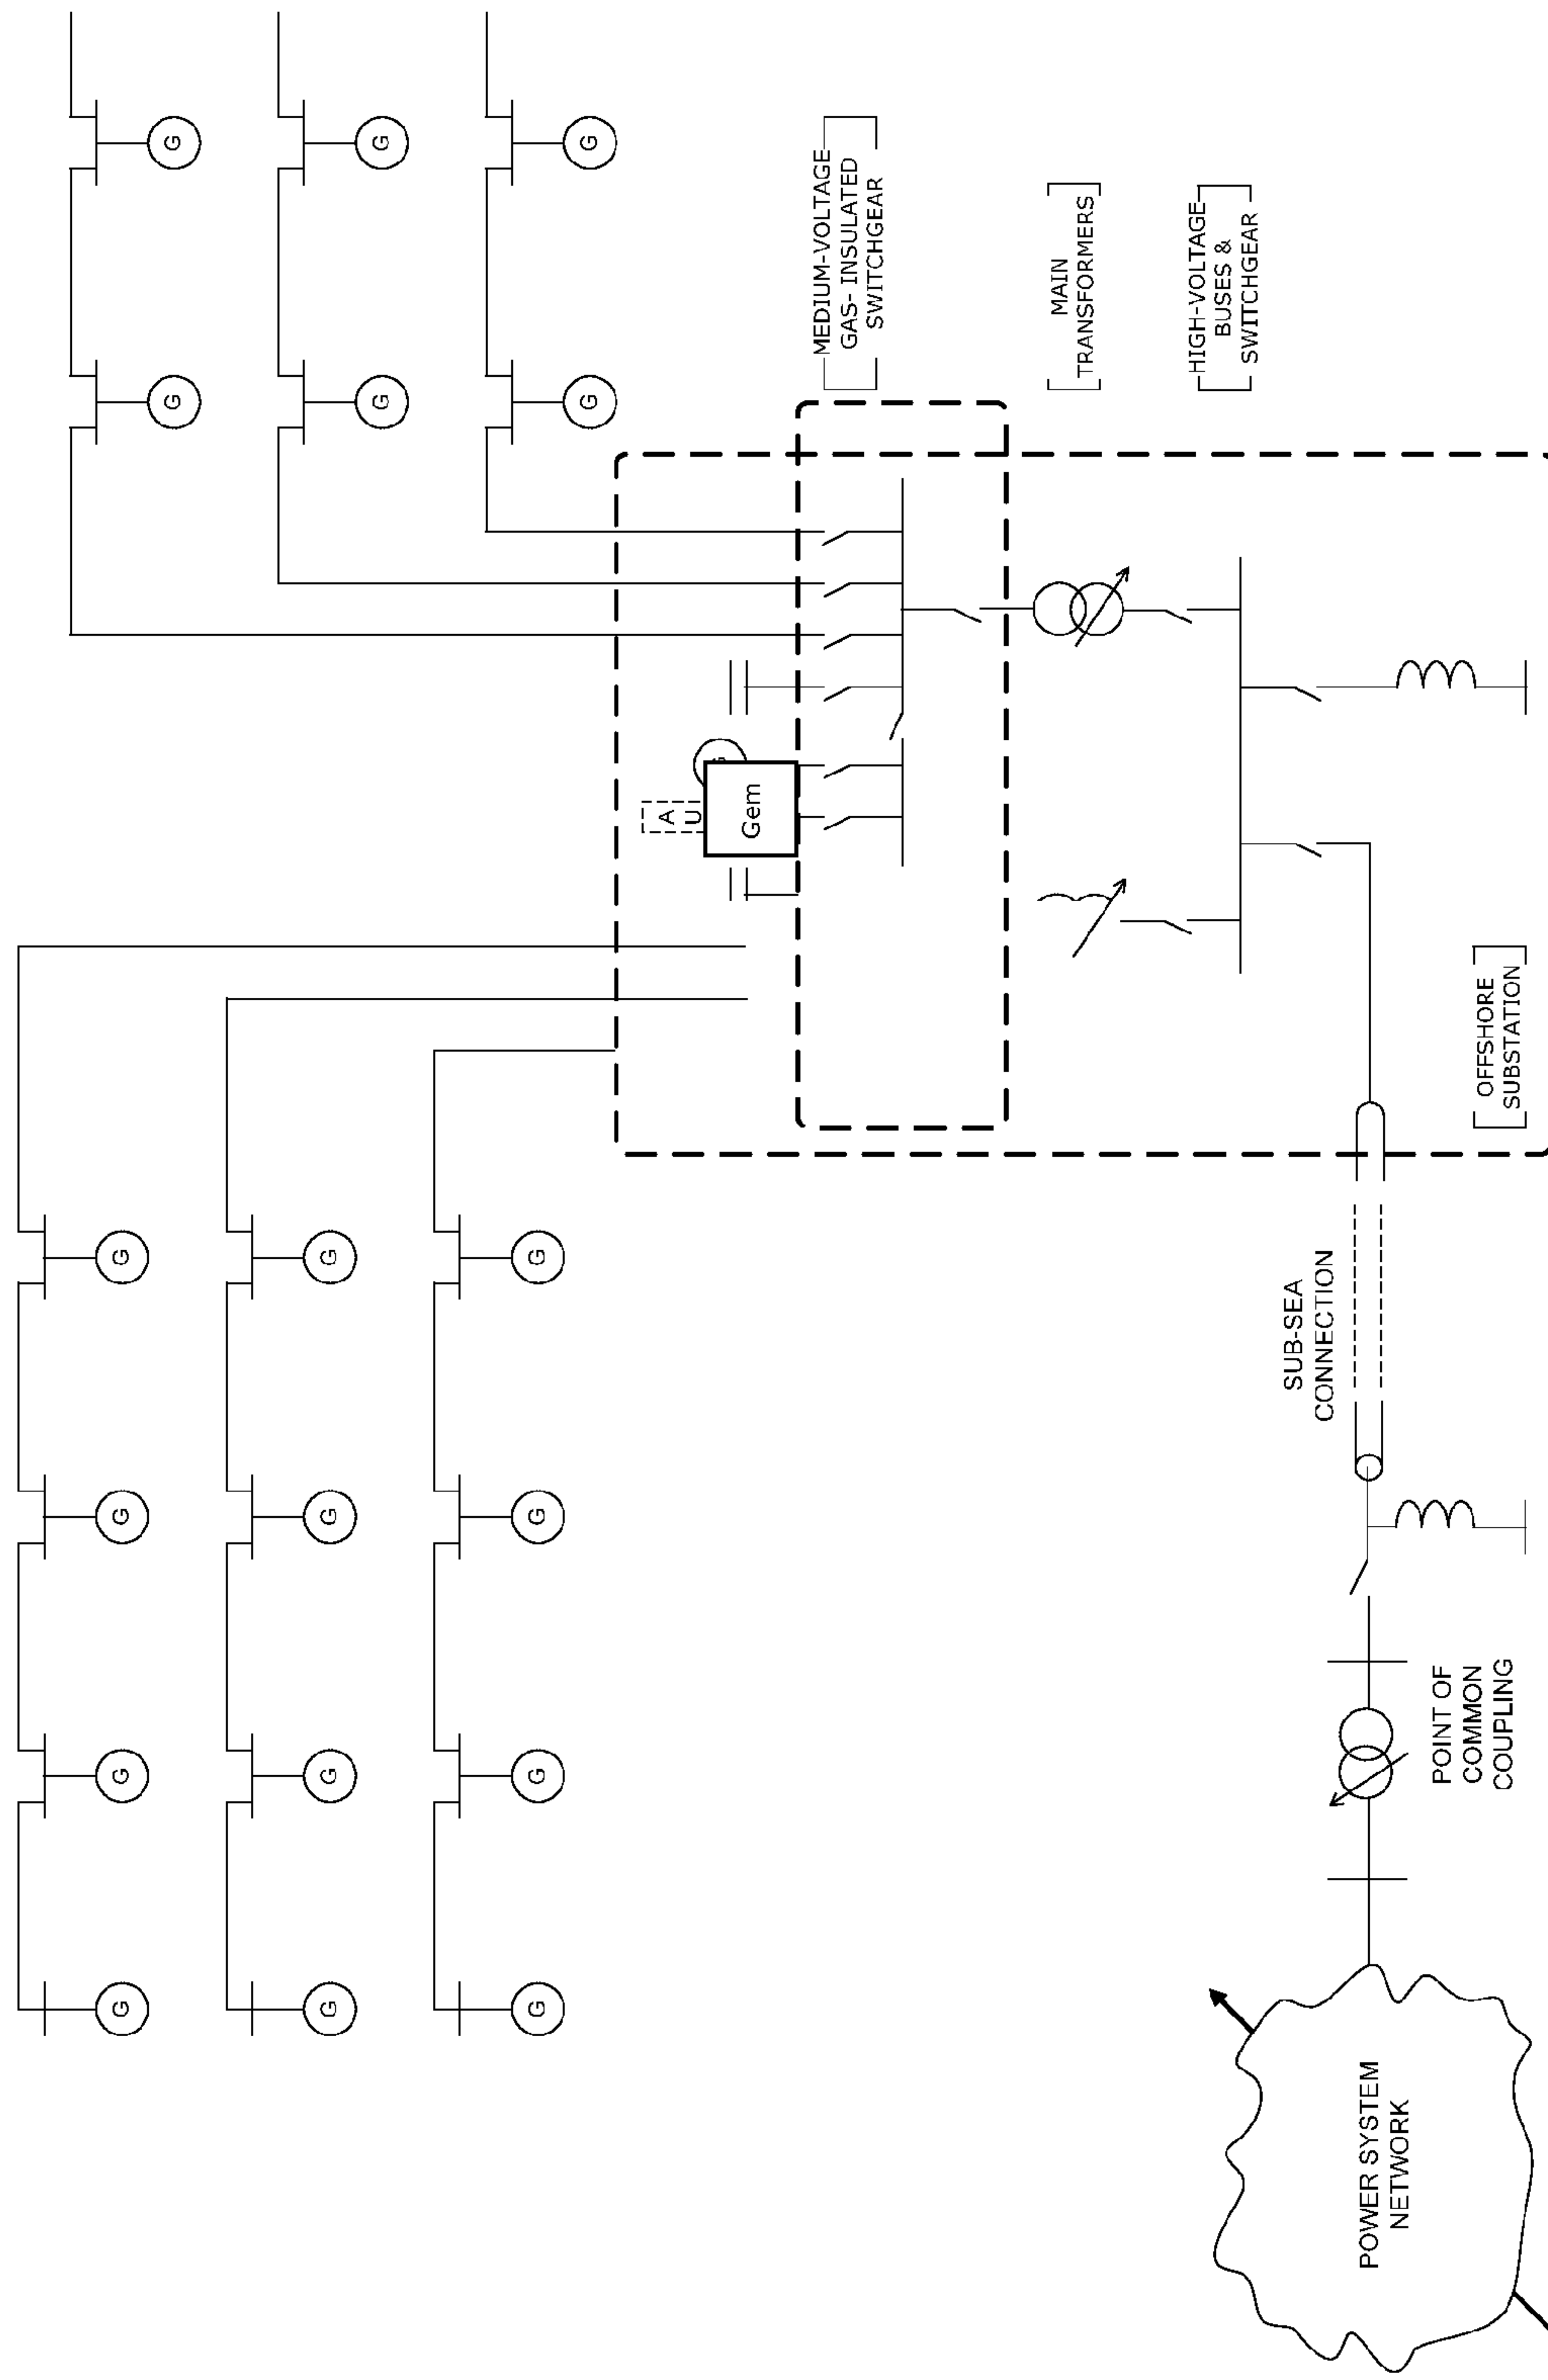 G
G
G
G
G
G
MEDIUM-VOLTAGE
GAS- INSULATED
SWITCHGEAR
MAIN
TRANSFORMERS
HIGH-VOLTAGE
BUSES &
SWITCHGEAR
A
U
Gem
OFFSHORE
SUBSTATION
G
G
G
G
G
G
G
G
G
G
G
G
SUB-SEA
CONNECTION
POINT OF
COMMON
COUPLING
POWER SYSTEM
NETWORK